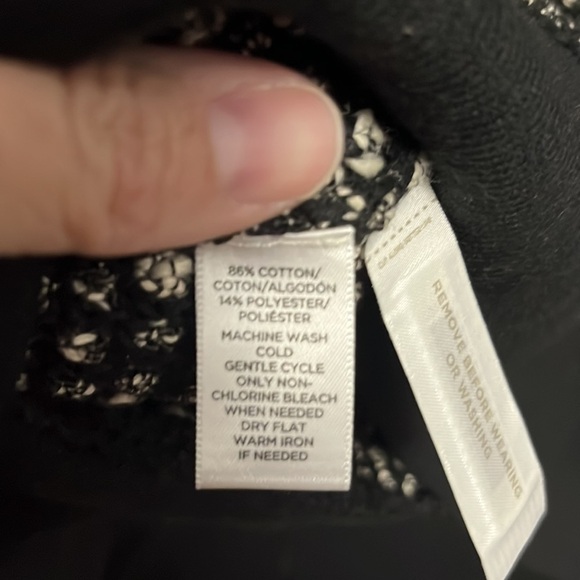 86% COTTON/
COTON/ALGODÓN
14% POLYESTER/
POLIÉSTER
MACHINE WASH
COLD
GENTLE CYCLE
ONLY NON-
CHLORINE BLEACH
WHEN NEEDED
DRY FLAT
WARM IRON
IF NEEDED
REMOVE BEFORE WEARING
OR WASHING